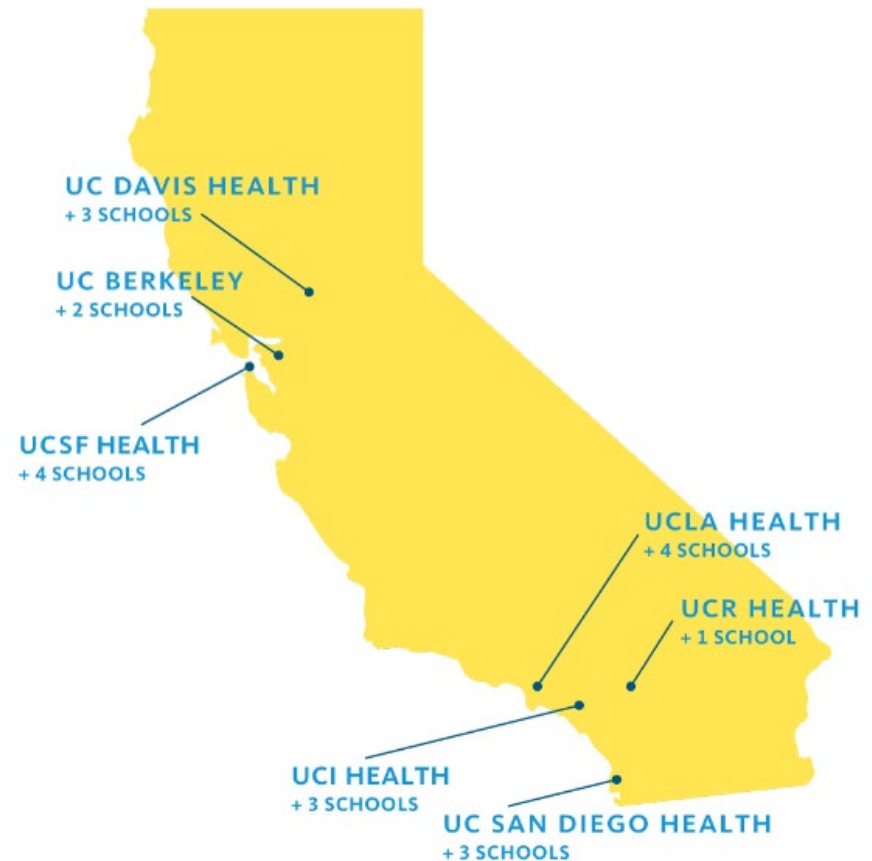 UC DAVIS HEALTH
+ 3 SCHOOLS
UC BERKELEY
+ 2 SCHOOLS
UCSF HEALTH
+ 4 SCHOOLS
UCLA HEALTH
+ 4 SCHOOLS
UCR HEALTH
+ 1 SCHOOL
UCI HEALTH
+ 3 SCHOOLS
UC SAN DIEGO HEALTH
+ 3 SCHOOLS